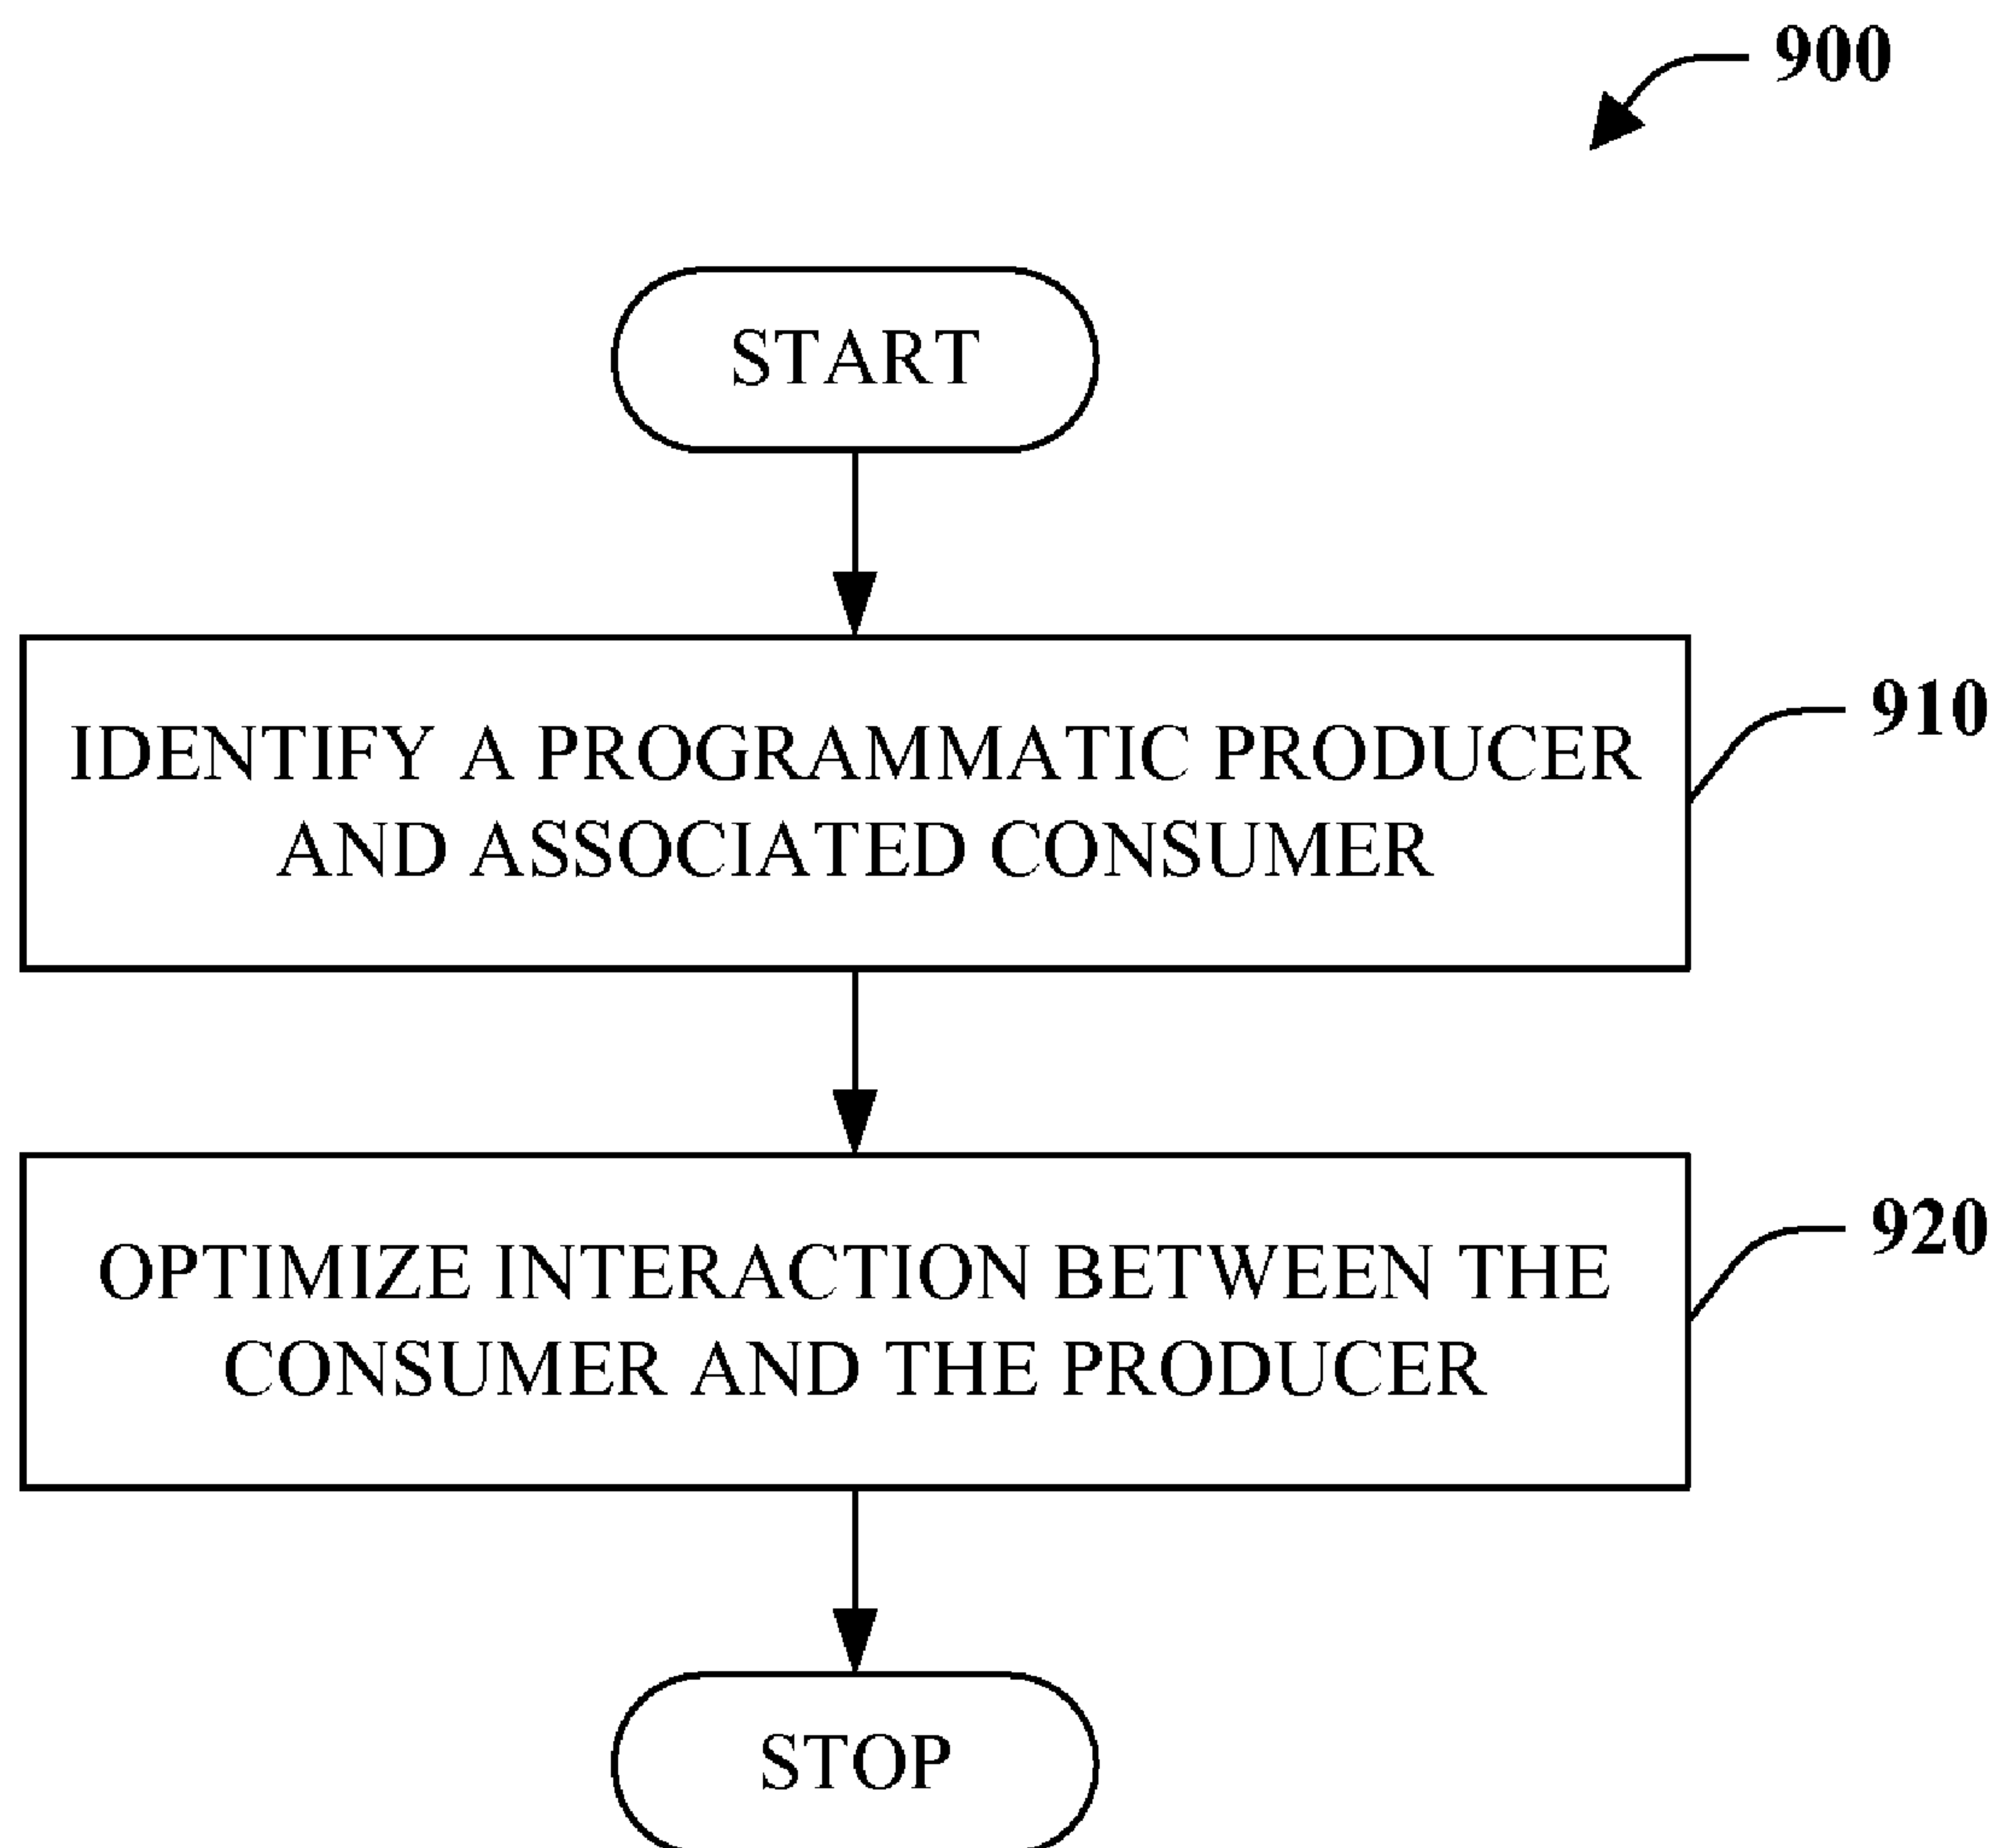 900
START
IDENTIFY A PROGRAMMATIC PRODUCER
AND ASSOCIATED CONSUMER
910
OPTIMIZE INTERACTION BETWEEN THE
CONSUMER AND THE PRODUCER
920
STOP